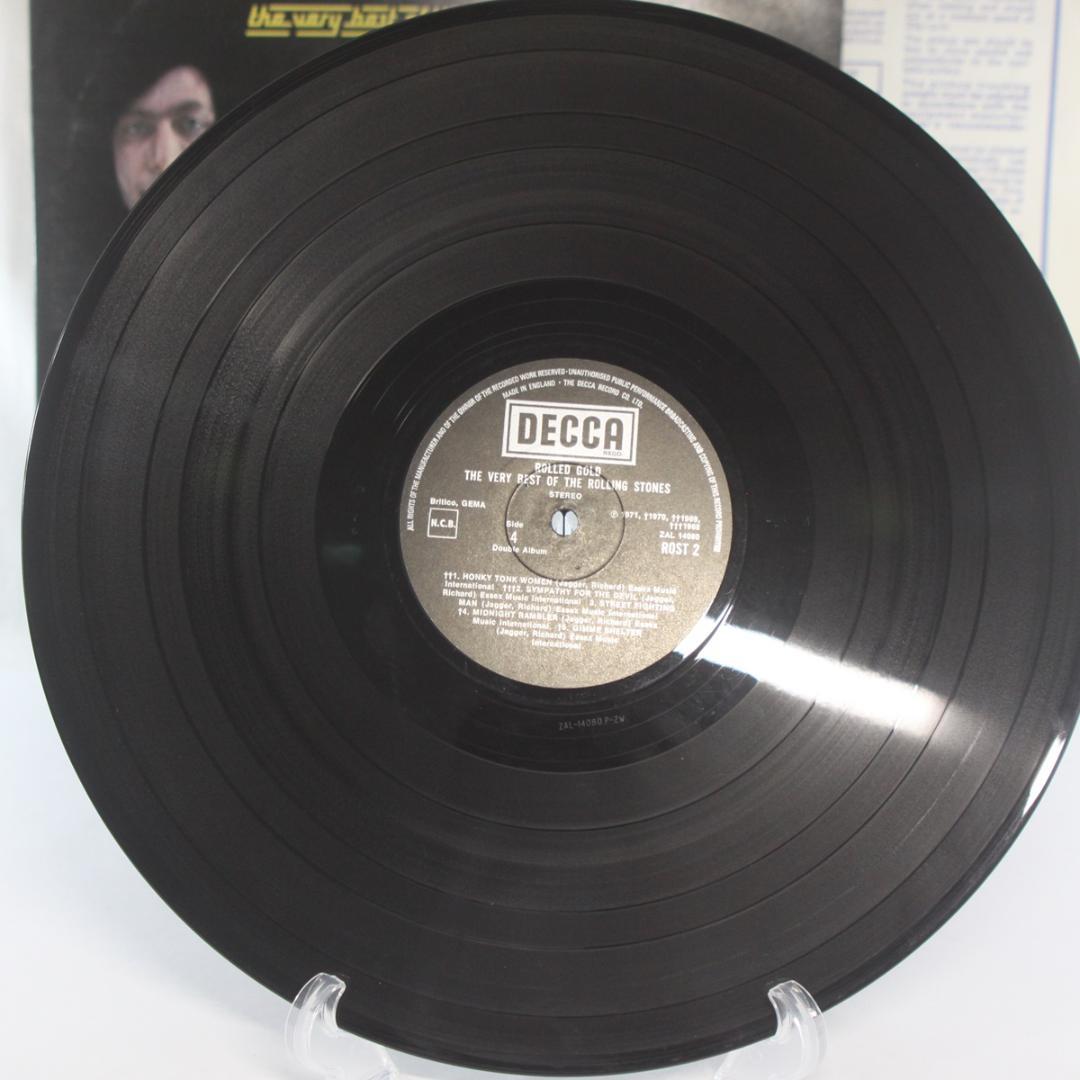 the very best
ALL RIGHTS OF THE MANUFACTURER AND OF THE OWNER OF THE RECORDED WORK RESERVED · UNAUTHORISED PUBLIC PERFORMANCE BROADCASTING AND COPYING OF THIS RECORD PROHIBITED
MADE IN ENGLAND · THE DECCA RECORD CO. LTD.
DECCA
REGD.
ROLLED GOLD
THE VERY BEST OF THE ROLLING STONES
STEREO
Britico, GEMA
N.C.B.
Side
4
Double Album
℗ 1971, †1970, ††1969,
†††1968
ZAL 14080
ROST 2
††1. HONKY TONK WOMEN (Jagger, Richard) Essex Music
International †††2. SYMPATHY FOR THE DEVIL (Jagger,
Richard) Essex Music International 3. STREET FIGHTING
MAN (Jagger, Richard) Essex Music International
†4. MIDNIGHT RAMBLER (Jagger, Richard) Essex
Music International. †5. GIMME SHELTER
(Jagger, Richard) Essex Music
International
ZAL-14080 P-2W